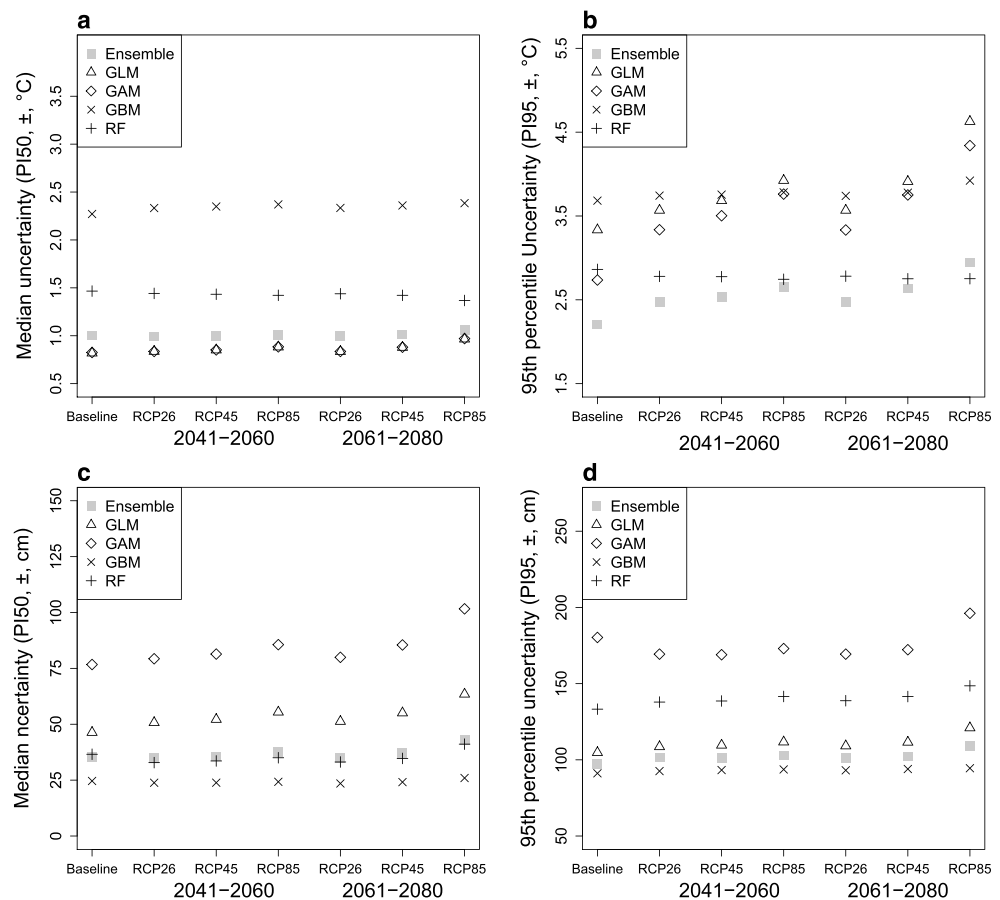 a
Median uncertainty (PI50, ±, °C)
3.5
3.0
2.5
2.0
1.5
1.0
0.5
Ensemble
GLM
GAM
GBM
RF
Baseline RCP26 RCP45 RCP85 RCP26 RCP45 RCP85
2041−2060 2061−2080
b
95th percentile Uncertainty (PI95, ±, °C)
5.5
4.5
3.5
2.5
1.5
Ensemble
GLM
GAM
GBM
RF
Baseline RCP26 RCP45 RCP85 RCP26 RCP45 RCP85
2041−2060 2061−2080
c
Median ncertainty (PI50, ±, cm)
150
125
100
75
50
25
0
Ensemble
GLM
GAM
GBM
RF
Baseline RCP26 RCP45 RCP85 RCP26 RCP45 RCP85
2041−2060 2061−2080
d
95th percentile uncertainty (PI95, ±, cm)
250
200
150
100
50
Ensemble
GLM
GAM
GBM
RF
Baseline RCP26 RCP45 RCP85 RCP26 RCP45 RCP85
2041−2060 2061−2080